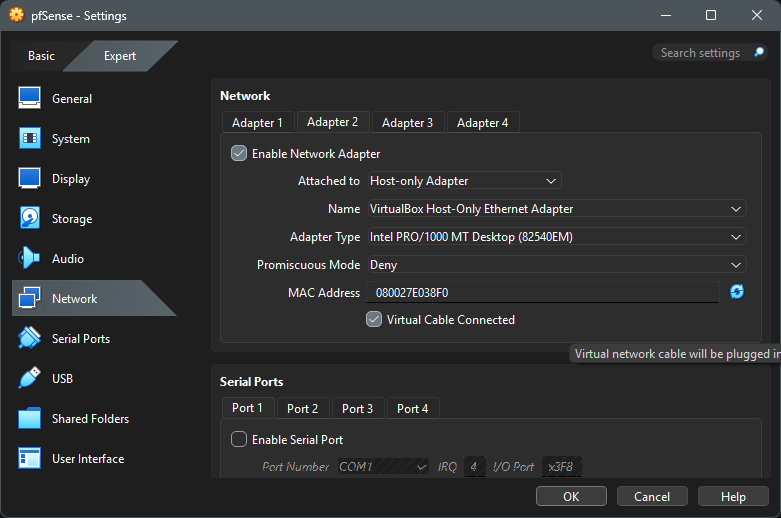 pfSense - Settings
Basic
Expert
Search settings
General
System
Display
Storage
Audio
Network
Serial Ports
USB
Shared Folders
User Interface
Network
Adapter 1
Adapter 2
Adapter 3
Adapter 4
Enable Network Adapter
Attached to Host-only Adapter
Name VirtualBox Host-Only Ethernet Adapter
Adapter Type Intel PRO/1000 MT Desktop (82540EM)
Promiscuous Mode Deny
MAC Address 080027E038F0
Virtual Cable Connected
Virtual network cable will be plugged in
Serial Ports
Port 1
Port 2
Port 3
Port 4
Enable Serial Port
Port Number COM1 IRQ 4 I/O Port x3F8
OK
Cancel
Help